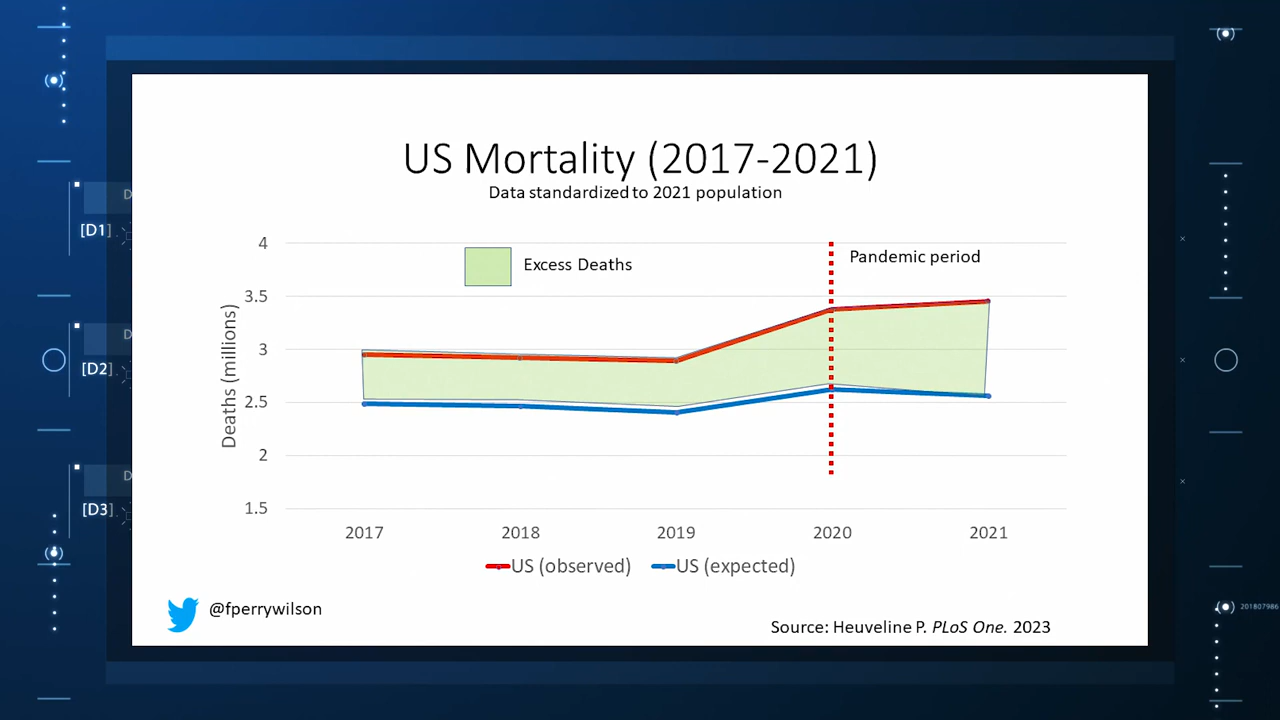 US Mortality (2017-2021)
Data standardized to 2021 population
D
[D1]
D
[D2]
D
[D3]
Deaths (millions)
4
3.5
3
2.5
2
1.5
Excess Deaths
Pandemic period
2017 2018 2019 2020 2021
US (observed) US (expected)
@fperrywilson
Source: Heuveline P. PLoS One. 2023
201807986